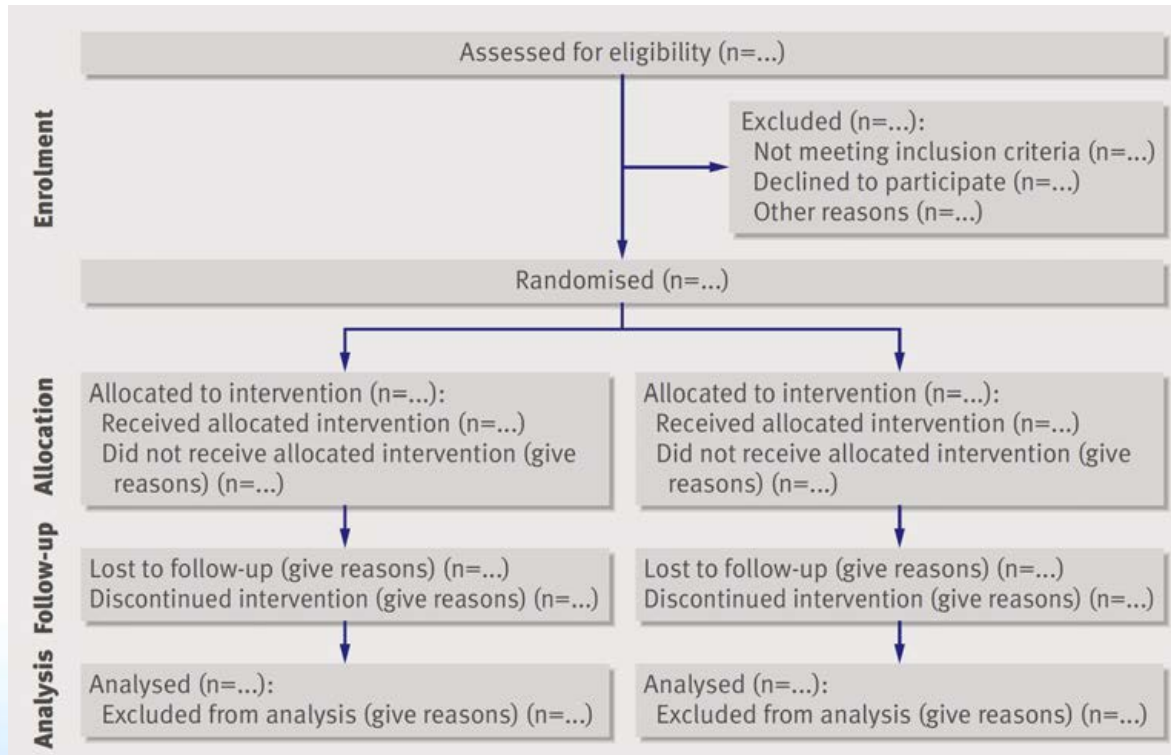 Enrolment
Assessed for eligibility (n=...)
Excluded (n=...):
Not meeting inclusion criteria (n=...)
Declined to participate (n=...)
Other reasons (n=...)
Randomised (n=...)
Allocation
Allocated to intervention (n=...):
Received allocated intervention (n=...)
Did not receive allocated intervention (give
reasons) (n=...)
Allocated to intervention (n=...):
Received allocated intervention (n=...)
Did not receive allocated intervention (give
reasons) (n=...)
Follow-up
Lost to follow-up (give reasons) (n=...)
Discontinued intervention (give reasons) (n=...)
Lost to follow-up (give reasons) (n=...)
Discontinued intervention (give reasons) (n=...)
Analysis
Analysed (n=...):
Excluded from analysis (give reasons) (n=...)
Analysed (n=...):
Excluded from analysis (give reasons) (n=...)